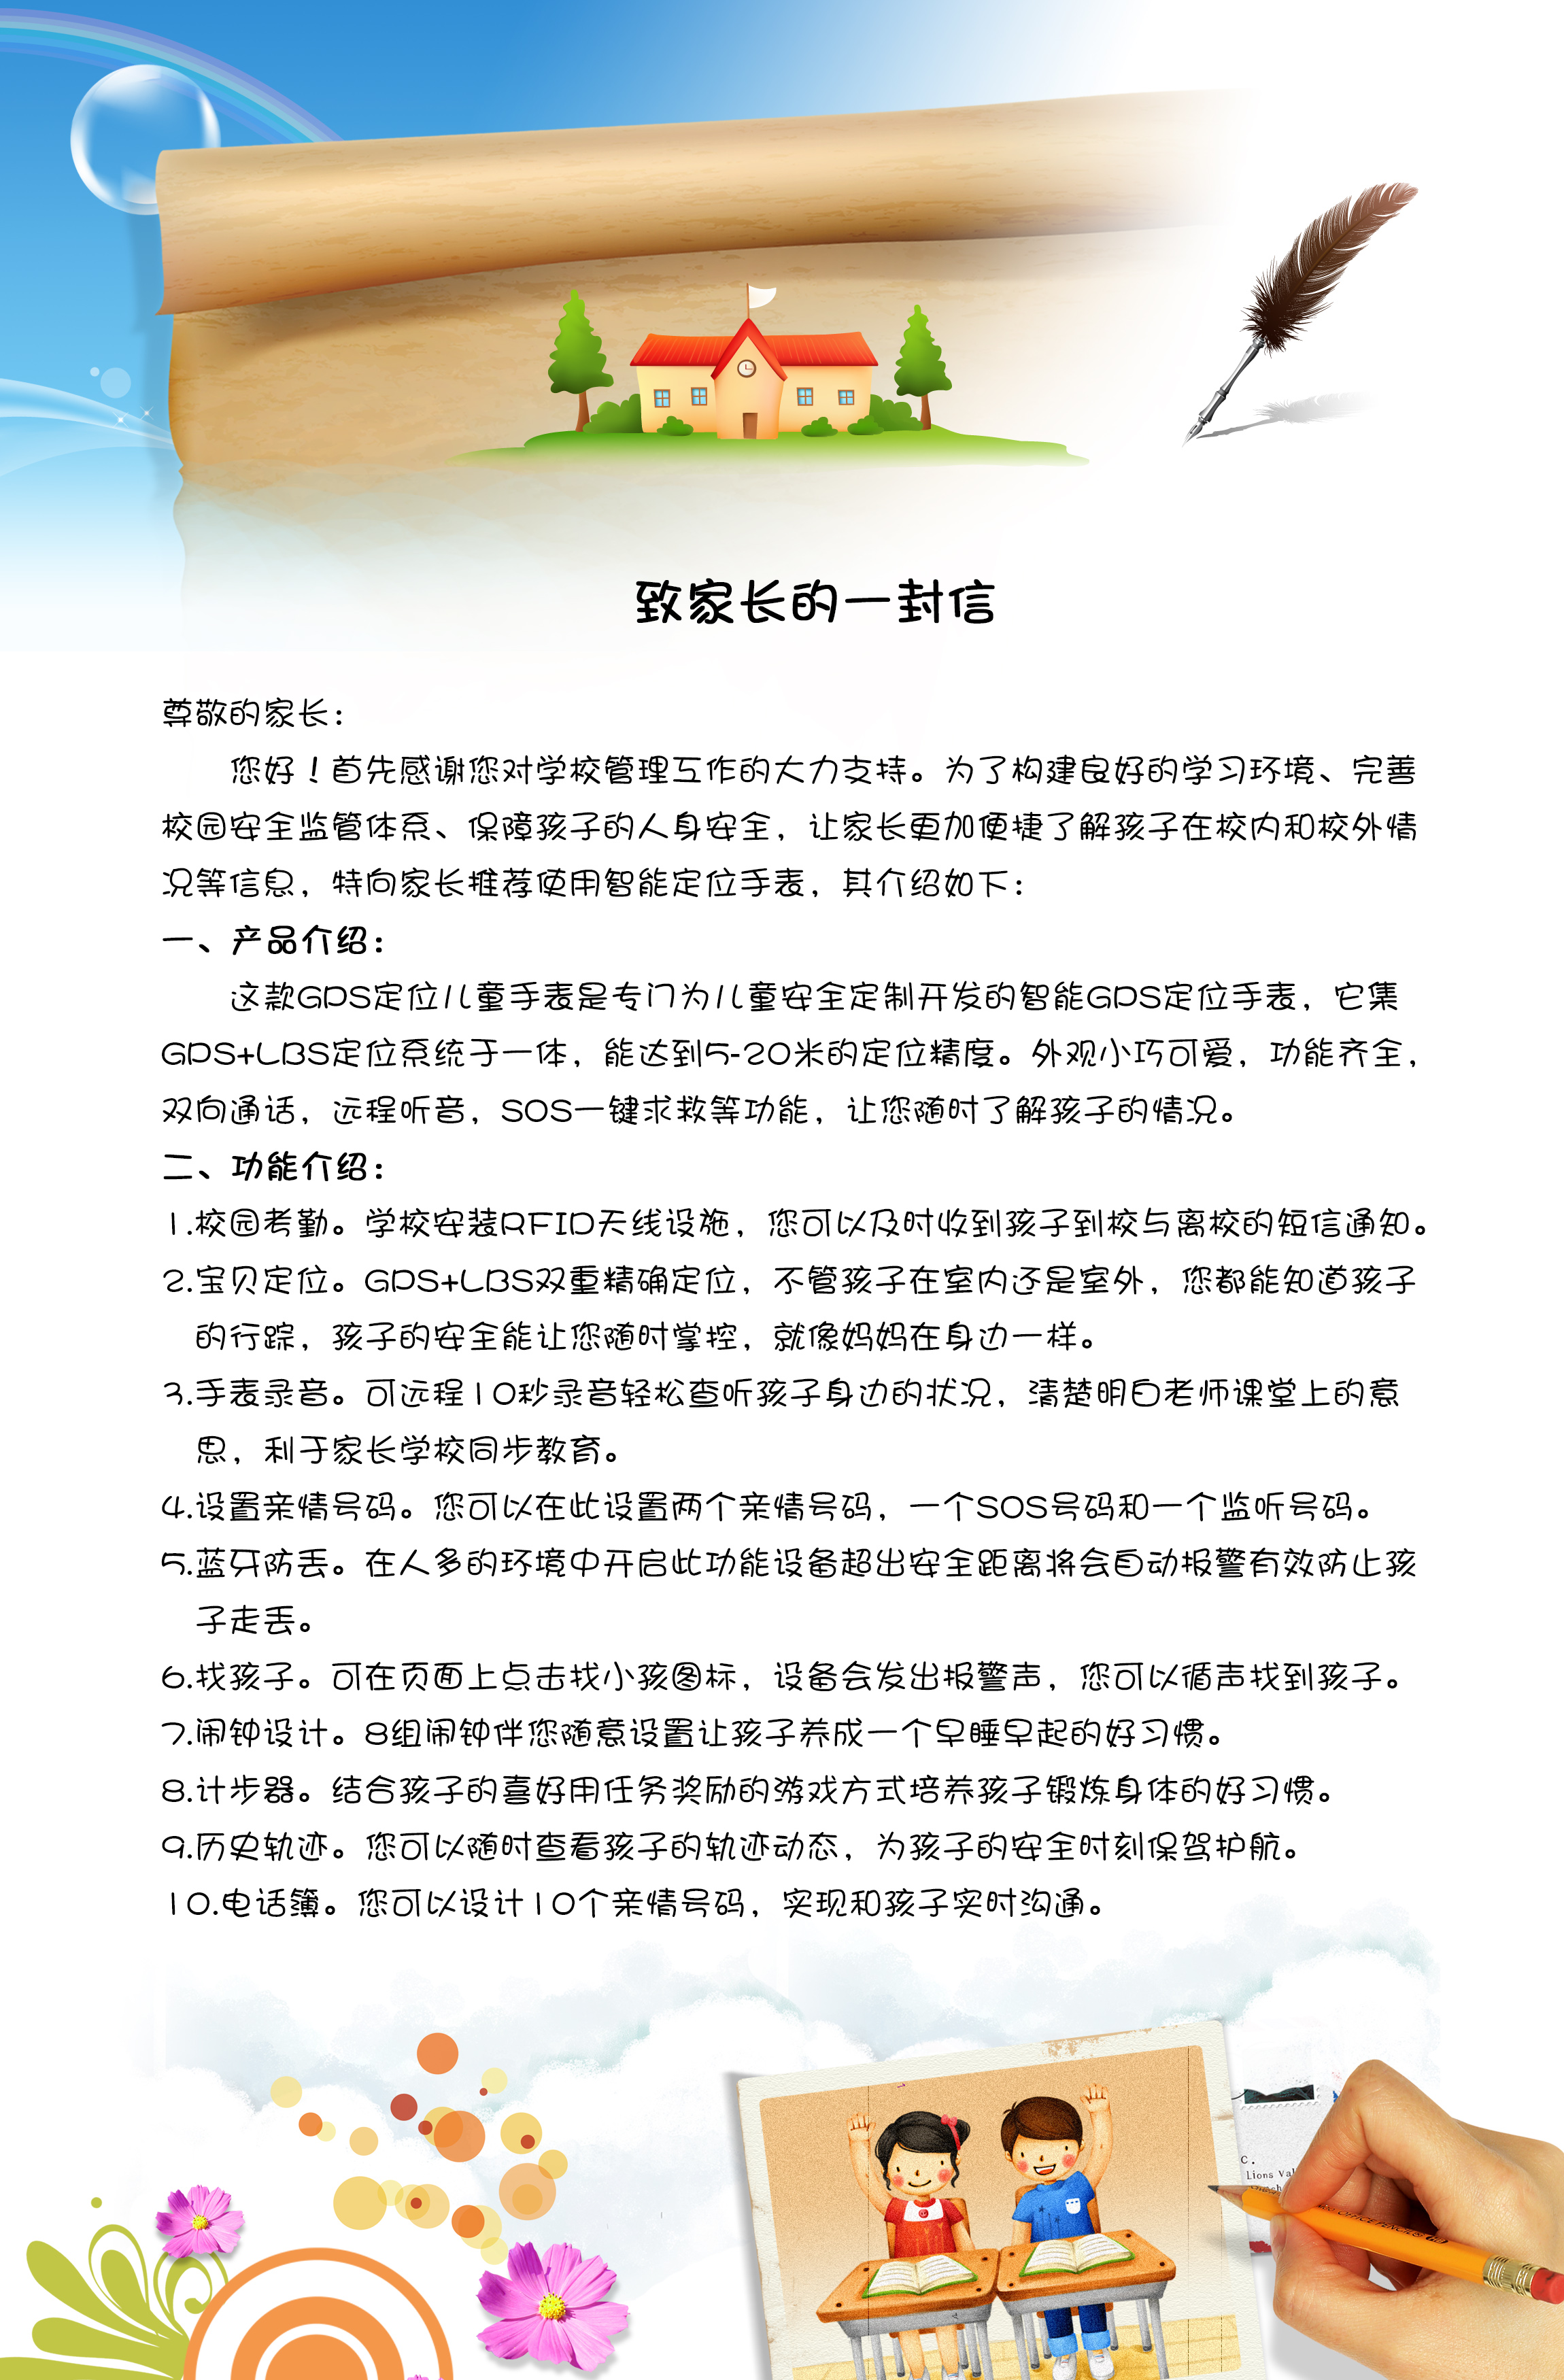 致家长的一封信
尊敬的家长：
您好！首先感谢您对学校管理工作的大力支持。为了构建良好的学习环境、完善
校园安全监管体系、保障孩子的人身安全，让家长更加便捷了解孩子在校内和校外情
况等信息，特向家长推荐使用智能定位手表，其介绍如下：
一、产品介绍：
这款GPS定位儿童手表是专门为儿童安全定制开发的智能GPS定位手表，它集
GPS+LBS定位系统于一体，能达到5-20米的定位精度。外观小巧可爱，功能齐全，
双向通话，远程听音，SOS一键求救等功能，让您随时了解孩子的情况。
二、功能介绍：
1.校园考勤。学校安装RFID天线设施，您可以及时收到孩子到校与离校的短信通知。
2.宝贝定位。GPS+LBS双重精确定位，不管孩子在室内还是室外，您都能知道孩子
的行踪，孩子的安全能让您随时掌控，就像妈妈在身边一样。
3.手表录音。可远程10秒录音轻松查听孩子身边的状况，清楚明白老师课堂上的意
思，利于家长学校同步教育。
4.设置亲情号码。您可以在此设置两个亲情号码，一个SOS号码和一个监听号码。
5.蓝牙防丢。在人多的环境中开启此功能设备超出安全距离将会自动报警有效防止孩
子走丢。
6.找孩子。可在页面上点击找小孩图标，设备会发出报警声，您可以循声找到孩子。
7.闹钟设计。8组闹钟伴您随意设置让孩子养成一个早睡早起的好习惯。
8.计步器。结合孩子的喜好用任务奖励的游戏方式培养孩子锻炼身体的好习惯。
9.历史轨迹。您可以随时查看孩子的轨迹动态，为孩子的安全时刻保驾护航。
10.电话簿。您可以设计10个亲情号码，实现和孩子实时沟通。
C.
Lions Val